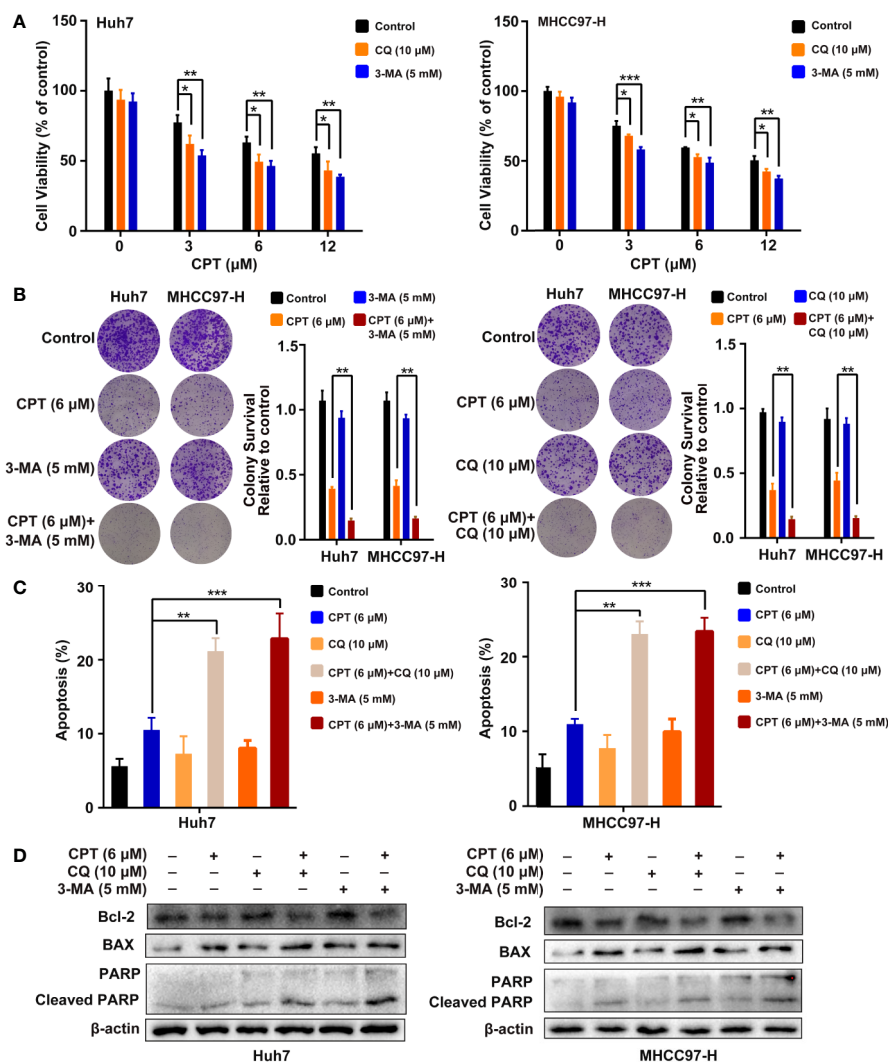 A
Huh7
Control
CQ (10 µM)
3-MA (5 mM)
Cell Viability (% of control)
150
100
50
0
** ** **
* * *
0 3 6 12
CPT (µM)
MHCC97-H
Control
CQ (10 µM)
3-MA (5 mM)
Cell Viability (% of control)
150
100
50
0
*** ** **
* * *
0 3 6 12
CPT (µM)
B
Huh7 MHCC97-H
Control
CPT (6 µM)
3-MA (5 mM)
CPT (6 µM)+
3-MA (5 mM)
Control 3-MA (5 mM)
CPT (6 µM) CPT (6 µM)+
3-MA (5 mM)
Colony Survival
Relative to control
1.0
0.5
0.0
** **
Huh7 MHCC97-H
Huh7 MHCC97-H
Control
CPT (6 µM)
CQ (10 µM)
CPT (6 µM)+
CQ (10 µM)
Control CQ (10 µM)
CPT (6 µM) CPT (6 µM)+
CQ (10 µM)
Colony Survival
Relative to control
1.0
0.5
0.0
** **
Huh7 MHCC97-H
C
Apoptosis (%)
30
20
10
0
***
**
Huh7
Control
CPT (6 µM)
CQ (10 µM)
CPT (6 µM)+CQ (10 µM)
3-MA (5 mM)
CPT (6 µM)+3-MA (5 mM)
Apoptosis (%)
30
20
10
0
***
**
MHCC97-H
Control
CPT (6 µM)
CQ (10 µM)
CPT (6 µM)+CQ (10 µM)
3-MA (5 mM)
CPT (6 µM)+3-MA (5 mM)
D
CPT (6 µM) – + – + – +
CQ (10 µM) – – + + – –
3-MA (5 mM) – – – – + +
Bcl-2
BAX
PARP
Cleaved PARP
β-actin
Huh7
CPT (6 µM) – + – + – +
CQ (10 µM) – – + + – –
3-MA (5 mM) – – – – + +
Bcl-2
BAX
PARP
Cleaved PARP
β-actin
MHCC97-H